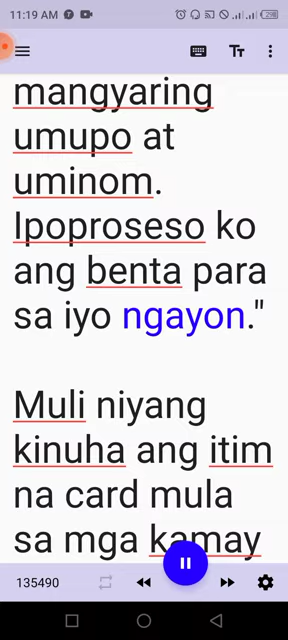 11:19 AM
mangyaring
umupo at
uminom.
Ipoproseso ko
ang benta para
sa iyo ngayon."
Muli niyang
kinuha ang itim
na card mula
sa mga kamay
135490